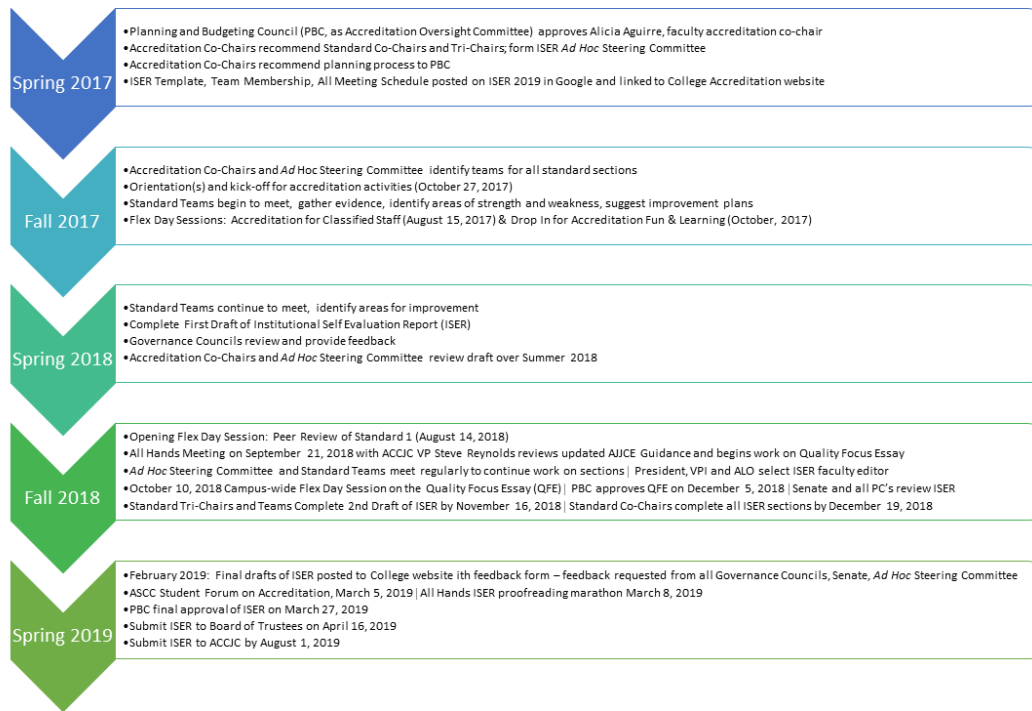 Spring 2017
•Planning and Budgeting Council (PBC, as Accreditation Oversight Committee) approves Alicia Aguirre, faculty accreditation co-chair
•Accreditation Co-Chairs recommend Standard Co-Chairs and Tri-Chairs; form ISER Ad Hoc Steering Committee
•Accreditation Co-Chairs recommend planning process to PBC
•ISER Template, Team Membership, All Meeting Schedule posted on ISER 2019 in Google and linked to College Accreditation website
Fall 2017
•Accreditation Co-Chairs and Ad Hoc Steering Committee identify teams for all standard sections
•Orientation(s) and kick-off for accreditation activities (October 27, 2017)
•Standard Teams begin to meet, gather evidence, identify areas of strength and weakness, suggest improvement plans
•Flex Day Sessions: Accreditation for Classified Staff (August 15, 2017) & Drop In for Accreditation Fun & Learning (October, 2017)
Spring 2018
•Standard Teams continue to meet, identify areas for improvement
•Complete First Draft of Institutional Self Evaluation Report (ISER)
•Governance Councils review and provide feedback
•Accreditation Co-Chairs and Ad Hoc Steering Committee review draft over Summer 2018
Fall 2018
•Opening Flex Day Session: Peer Review of Standard 1 (August 14, 2018)
•All Hands Meeting on September 21, 2018 with ACCJC VP Steve Reynolds reviews updated AJJCE Guidance and begins work on Quality Focus Essay
•Ad Hoc Steering Committee and Standard Teams meet regularly to continue work on sections | President, VPI and ALO select ISER faculty editor
•October 10, 2018 Campus-wide Flex Day Session on the Quality Focus Essay (QFE) | PBC approves QFE on December 5, 2018 | Senate and all PC's review ISER
•Standard Tri-Chairs and Teams Complete 2nd Draft of ISER by November 16, 2018 | Standard Co-Chairs complete all ISER sections by December 19, 2018
Spring 2019
•February 2019: Final drafts of ISER posted to College website ith feedback form – feedback requested from all Governance Councils, Senate, Ad Hoc Steering Committee
•ASCC Student Forum on Accreditation, March 5, 2019 | All Hands ISER proofreading marathon March 8, 2019
•PBC final approval of ISER on March 27, 2019
•Submit ISER to Board of Trustees on April 16, 2019
•Submit ISER to ACCJC by August 1, 2019